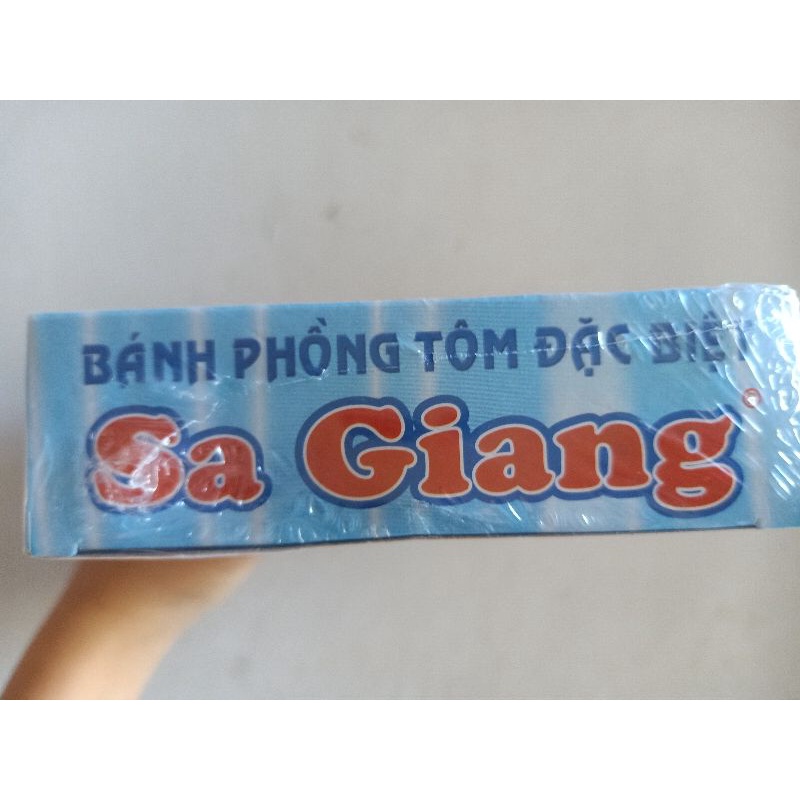 BÁNH PHỒNG TÔM ĐẶC BIỆT
Sa Giang ®